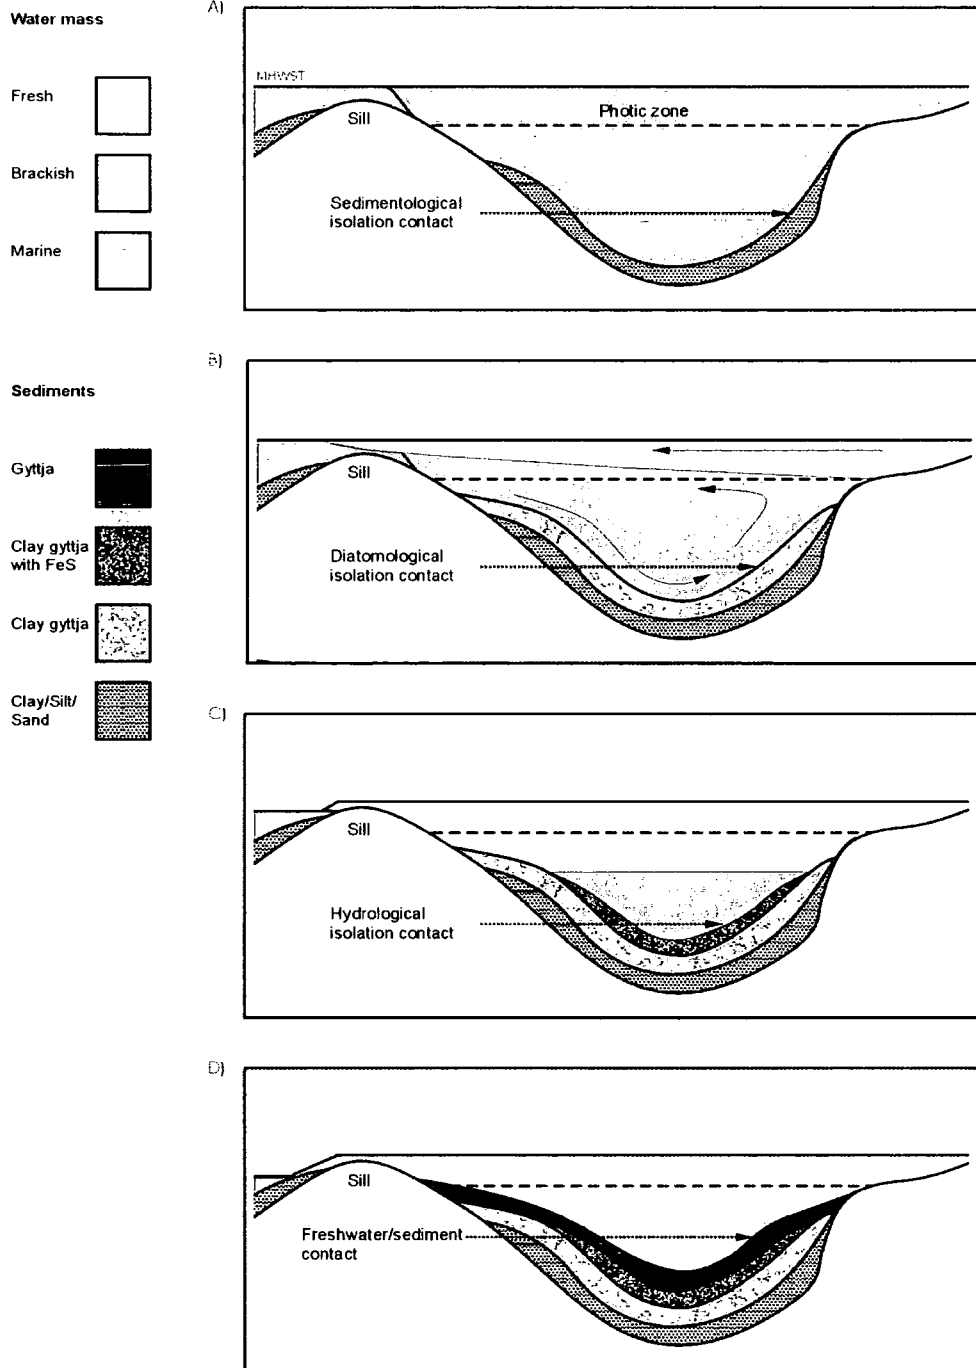 Water mass
Fresh
Brackish
Marine
Sediments
Gyttja
Clay gyttja
with FeS
Clay gyttja
Clay/Silt/
Sand
A)
MHWST
Sill
Photic zone
Sedimentological
isolation contact
B)
Sill
Diatomological
isolation contact
C)
Sill
Hydrological
isolation contact
D)
Sill
Freshwater/sediment
contact